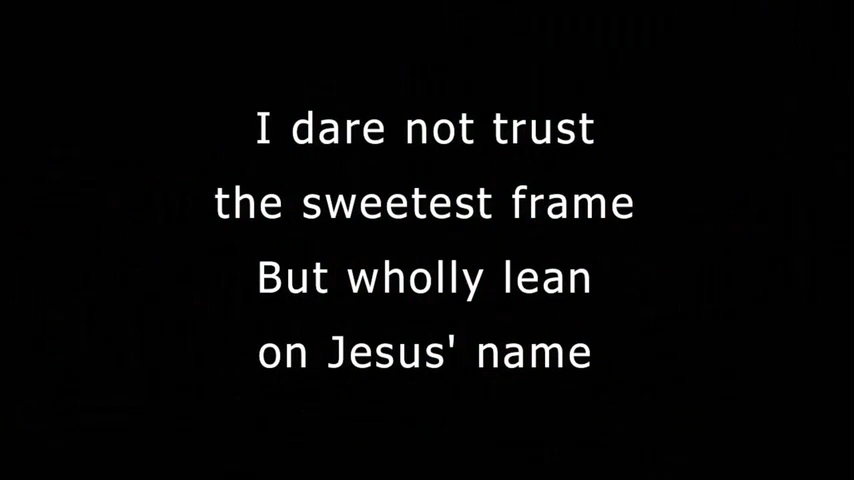 I dare not trust
the sweetest frame
But wholly lean
on Jesus' name